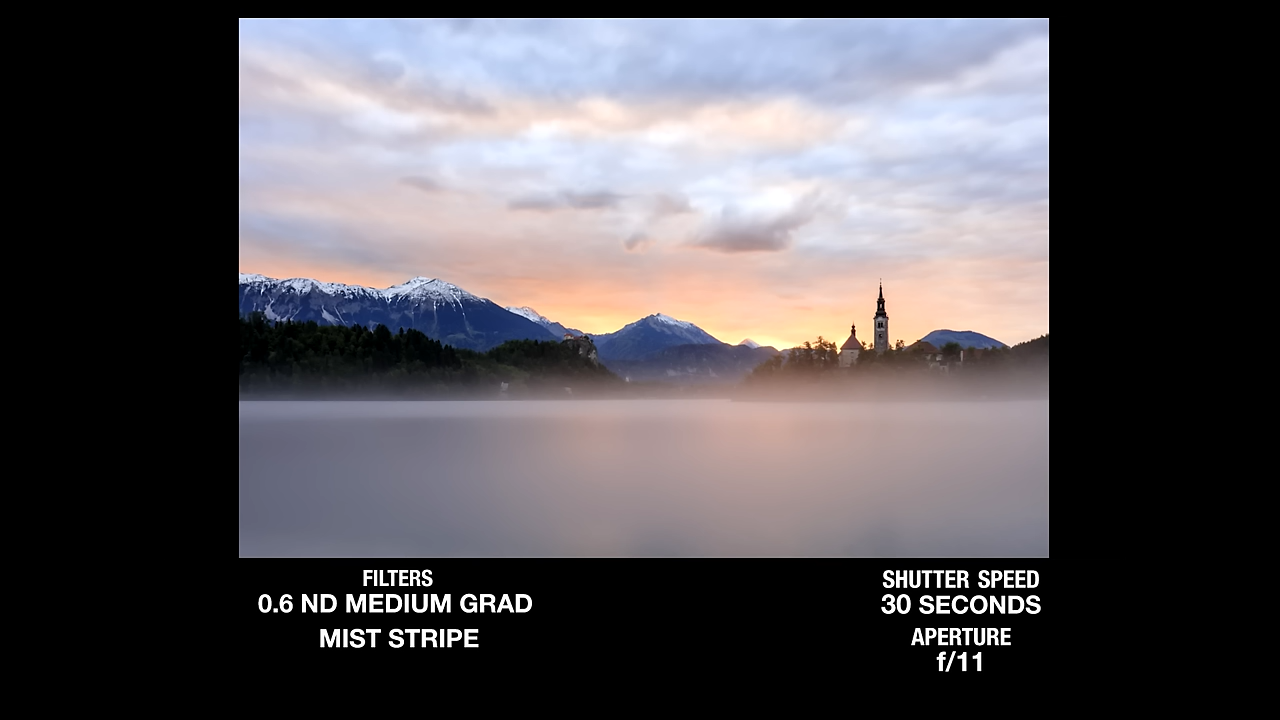 FILTERS
0.6 ND MEDIUM GRAD
MIST STRIPE
SHUTTER SPEED
30 SECONDS
APERTURE
f/11